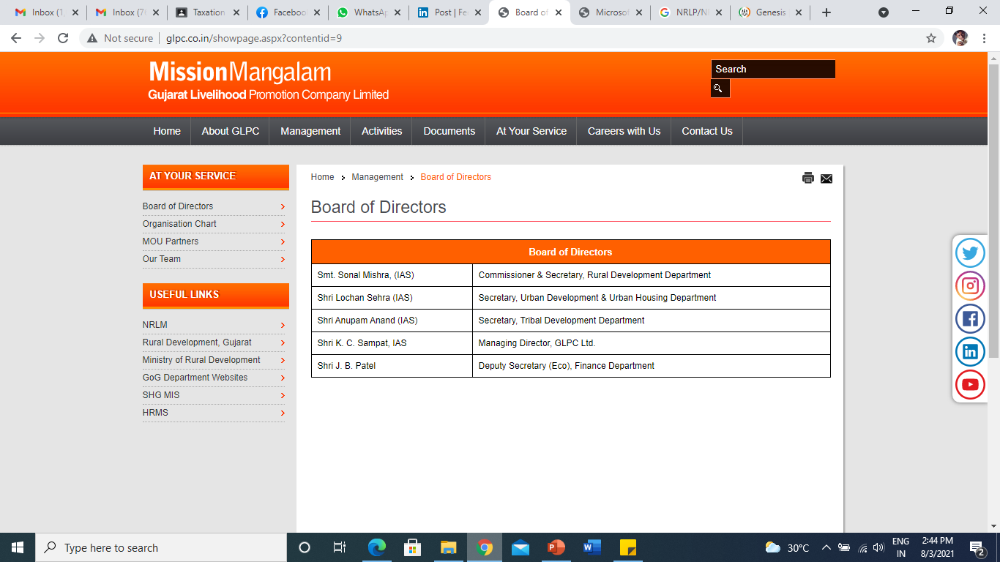 Inbox (1,
Inbox (70
Taxation
Facebook
WhatsAp
Post | Fe
Board of
Microsof
NRLP/N
Genesis
Not secure | glpc.co.in/showpage.aspx?contentid=9
MissionMangalam
Gujarat Livelihood Promotion Company Limited
Search
Home
About GLPC
Management
Activities
Documents
At Your Service
Careers with Us
Contact Us
AT YOUR SERVICE
Board of Directors
Organisation Chart
MOU Partners
Our Team
USEFUL LINKS
NRLM
Rural Development, Gujarat
Ministry of Rural Development
GoG Department Websites
SHG MIS
HRMS
Home Management Board of Directors
Board of Directors
Board of Directors
Smt. Sonal Mishra, (IAS) Commissioner & Secretary, Rural Development Department
Shri Lochan Sehra (IAS) Secretary, Urban Development & Urban Housing Department
Shri Anupam Anand (IAS) Secretary, Tribal Development Department
Shri K. C. Sampat, IAS Managing Director, GLPC Ltd.
Shri J. B. Patel Deputy Secretary (Eco), Finance Department
Type here to search
30°C
ENG
IN
2:44 PM
8/3/2021
2